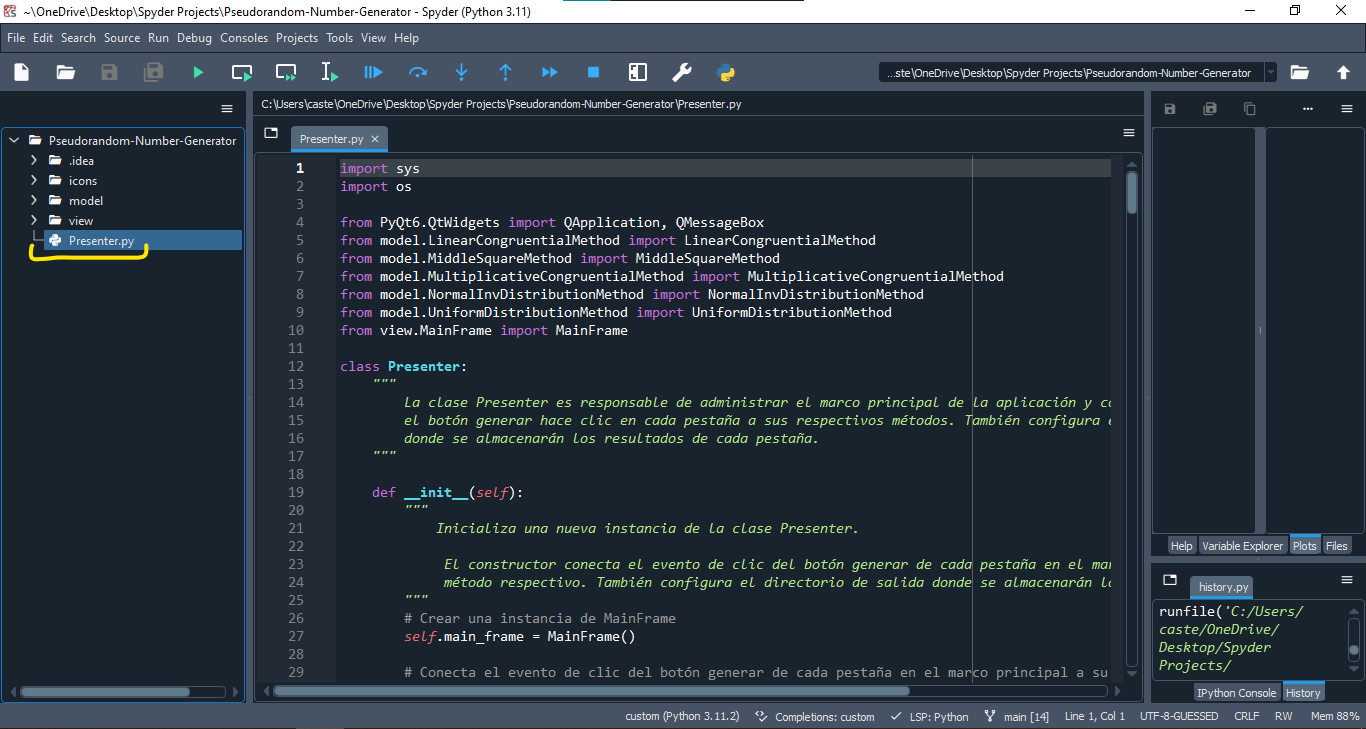 ~\OneDrive\Desktop\Spyder Projects\Pseudorandom-Number-Generator - Spyder (Python 3.11)
File Edit Search Source Run Debug Consoles Projects Tools View Help
...ste\OneDrive\Desktop\Spyder Projects\Pseudorandom-Number-Generator
Pseudorandom-Number-Generator
.idea
icons
model
view
Presenter.py
C:\Users\caste\OneDrive\Desktop\Spyder Projects\Pseudorandom-Number-Generator\Presenter.py
Presenter.py
1 import sys
2 import os
3
4 from PyQt6.QtWidgets import QApplication, QMessageBox
5 from model.LinearCongruentialMethod import LinearCongruentialMethod
6 from model.MiddleSquareMethod import MiddleSquareMethod
7 from model.MultiplicativeCongruentialMethod import MultiplicativeCongruentialMethod
8 from model.NormalInvDistributionMethod import NormalInvDistributionMethod
9 from model.UniformDistributionMethod import UniformDistributionMethod
10 from view.MainFrame import MainFrame
11
12 class Presenter:
13 """
14 La clase Presenter es responsable de administrar el marco principal de la aplicación y
15 el botón generar hace clic en cada pestaña a sus respectivos métodos. También configura
16 donde se almacenarán los resultados de cada pestaña.
17 """
18
19 def __init__(self):
20 """
21 Inicializa una nueva instancia de la clase Presenter.
22
23 El constructor conecta el evento de clic del botón generar de cada pestaña en el
24 método respectivo. También configura el directorio de salida donde se almacenarán
25 """
26 # Crear una instancia de MainFrame
27 self.main_frame = MainFrame()
28
29 # Conecta el evento de clic del botón generar de cada pestaña en el marco principal a su
Help Variable Explorer Plots Files
history.py
runfile('C:/Users/
caste/OneDrive/
Desktop/Spyder
Projects/
IPython Console History
custom (Python 3.11.2) Completions: custom LSP: Python main [14] Line 1, Col 1 UTF-8-GUESSED CRLF RW Mem 88%